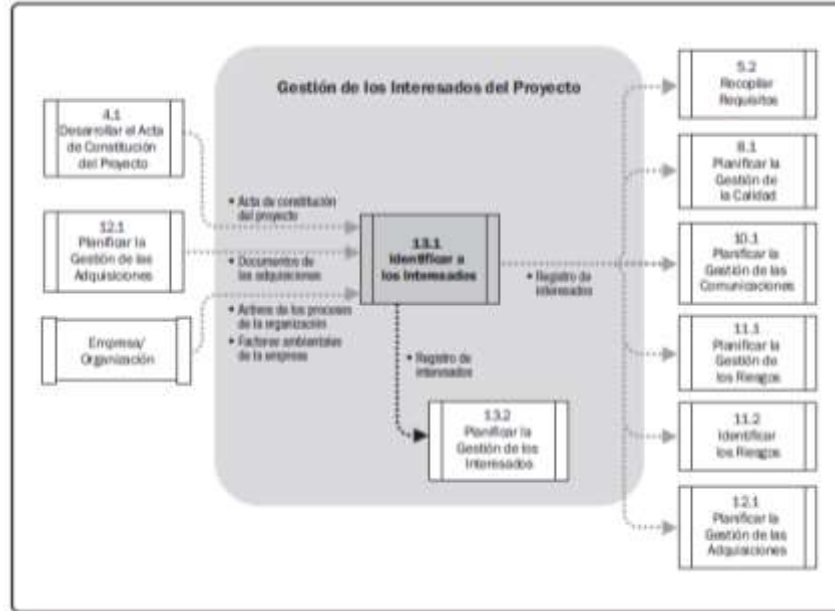 Gestión de los Interesados del Proyecto
4.1
Desarrollar el Acta
de Constitución
del Proyecto
12.1
Planificar la
Gestión de las
Adquisiciones
Empresa/
Organización
• Acta de constitución
del proyecto
• Documentos de
las adquisiciones
• Activos de los procesos
de la organización
• Factores ambientales
de la empresa
13.1
Identificar a
los Interesados
• Registro de
interesados
13.2
Planificar la
Gestión de los
Interesados
• Registro de
interesados
5.2
Recopilar
Requisitos
8.1
Planificar la
Gestión de
la Calidad
10.1
Planificar la
Gestión de las
Comunicaciones
11.1
Planificar la
Gestión de
los Riesgos
11.2
Identificar
los Riesgos
12.1
Planificar la
Gestión de las
Adquisiciones